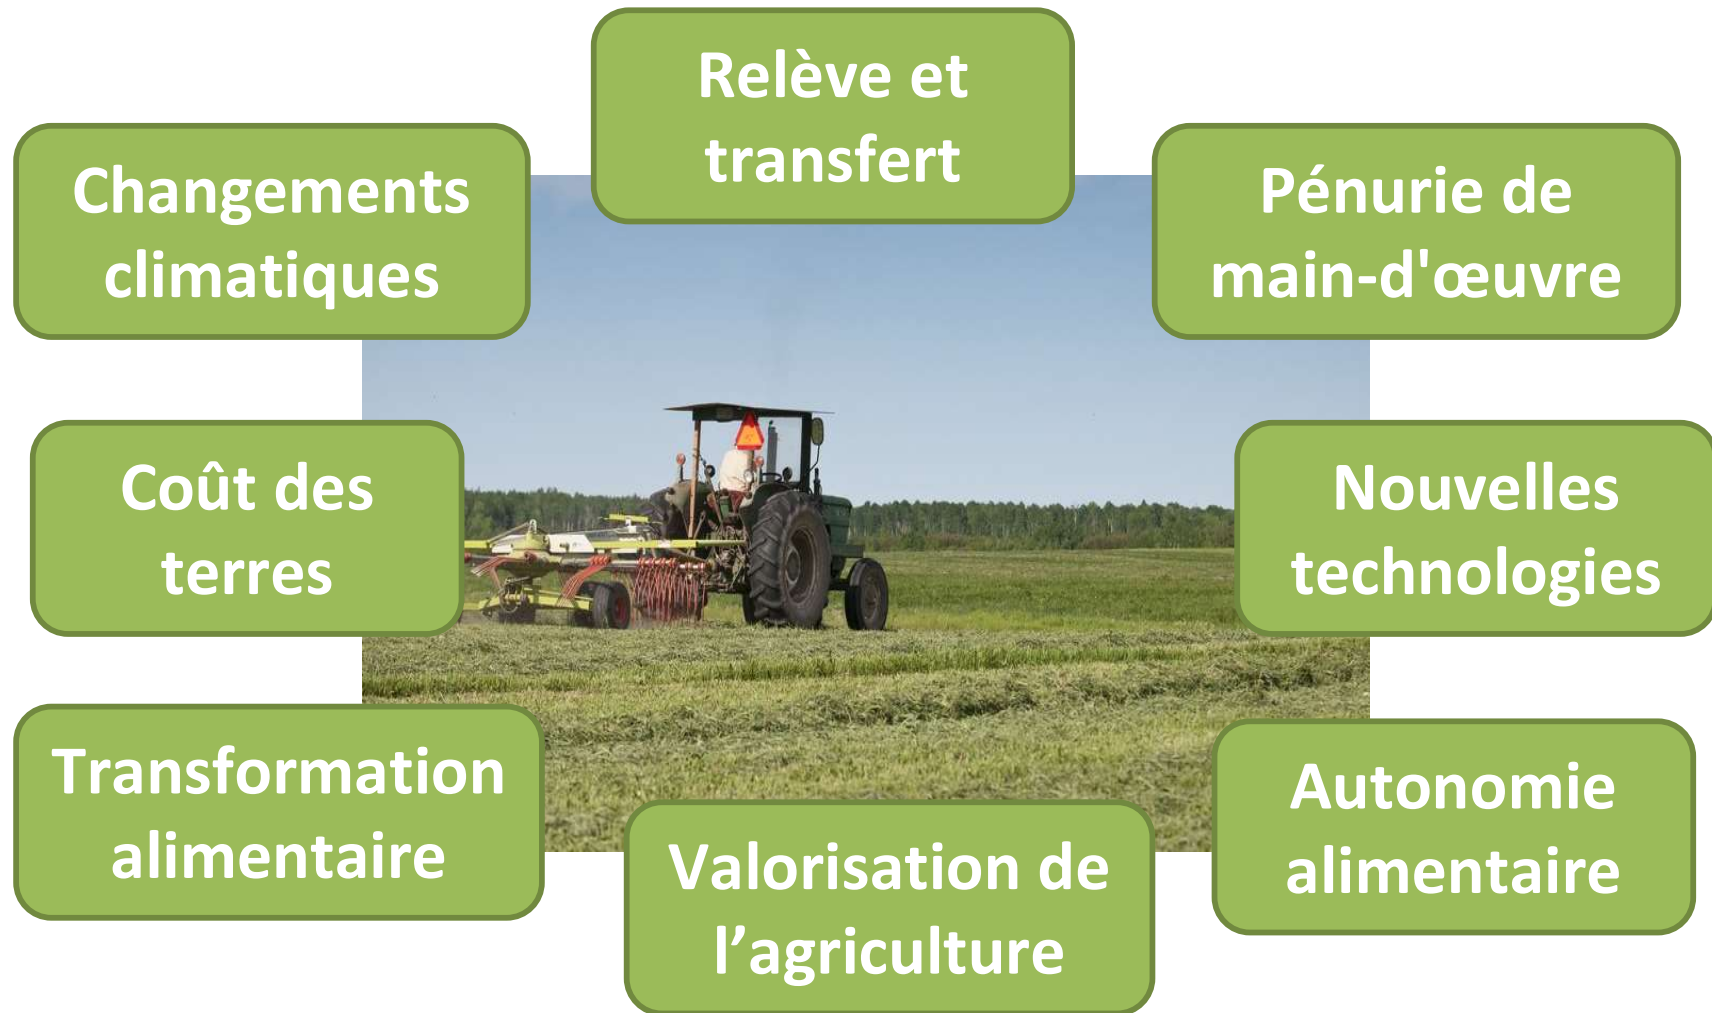 Relève et
transfert
Changements
climatiques
Pénurie de
main-d'œuvre
Coût des
terres
Nouvelles
technologies
Transformation
alimentaire
Autonomie
alimentaire
Valorisation de
l’agriculture